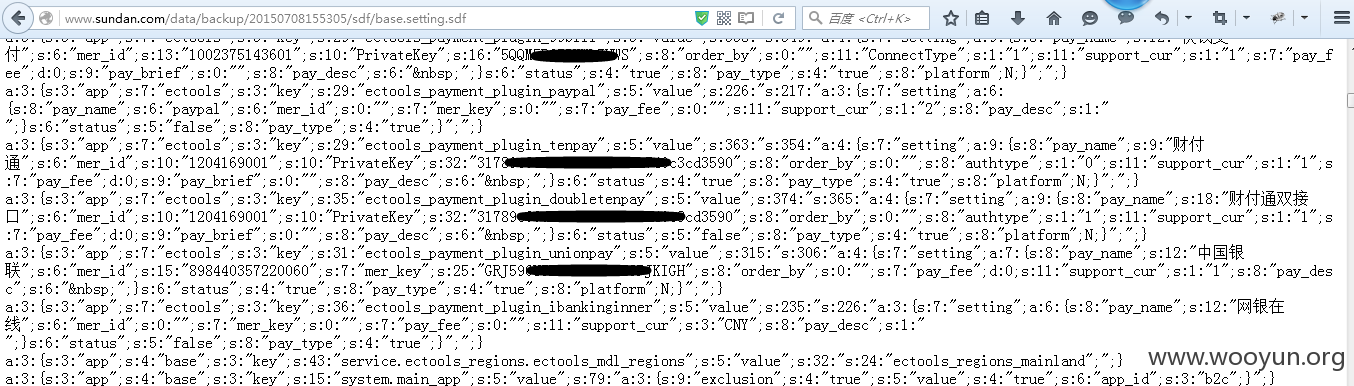 www.sundan.com/data/backup/20150708155305/sdf/base.setting.sdf
百度 <Ctrl+K>
付";s:6:"mer_id";s:13:"1002375143601";s:10:"PrivateKey";s:16:"5QQM WS";s:8:"order_by";s:0:"";s:11:"ConnectType";s:1:"1";s:11:"support_cur";s:1:"1";s:7:"pay_f
ee";d:0;s:9:"pay_brief";s:0:"";s:8:"pay_desc";s:6:"&nbsp;";}s:6:"status";s:4:"true";s:8:"pay_type";s:4:"true";s:8:"platform";N;}";";}
a:3:{s:3:"app";s:7:"ectools";s:3:"key";s:29:"ectools_payment_plugin_paypal";s:5:"value";s:226:"s:217:"a:3:{s:7:"setting";a:6:
{s:8:"pay_name";s:6:"paypal";s:6:"mer_id";s:0:"";s:7:"mer_key";s:0:"";s:7:"pay_fee";s:0:"";s:11:"support_cur";s:1:"2";s:8:"pay_desc";s:1:"
";}s:6:"status";s:5:"false";s:8:"pay_type";s:4:"true";}";";}
a:3:{s:3:"app";s:7:"ectools";s:3:"key";s:29:"ectools_payment_plugin_tenpay";s:5:"value";s:363:"s:354:"a:4:{s:7:"setting";a:9:{s:8:"pay_name";s:9:"财付
通";s:6:"mer_id";s:10:"1204169001";s:10:"PrivateKey";s:32:"3178 c3cd3590";s:8:"order_by";s:0:"";s:8:"authtype";s:1:"0";s:11:"support_cur";s:1:"1";s
:7:"pay_fee";d:0;s:9:"pay_brief";s:0:"";s:8:"pay_desc";s:6:"&nbsp;";}s:6:"status";s:4:"true";s:8:"pay_type";s:4:"true";s:8:"platform";N;}";";}
a:3:{s:3:"app";s:7:"ectools";s:3:"key";s:35:"ectools_payment_plugin_doubletenpay";s:5:"value";s:374:"s:365:"a:4:{s:7:"setting";a:9:{s:8:"pay_name";s:18:"财付通双接
口";s:6:"mer_id";s:10:"1204169001";s:10:"PrivateKey";s:32:"31789 cd3590";s:8:"order_by";s:0:"";s:8:"authtype";s:1:"1";s:11:"support_cur";s:1:"1";s
:7:"pay_fee";d:0;s:9:"pay_brief";s:0:"";s:8:"pay_desc";s:6:"&nbsp;";}s:6:"status";s:5:"false";s:8:"pay_type";s:4:"true";s:8:"platform";N;}";";}
a:3:{s:3:"app";s:7:"ectools";s:3:"key";s:31:"ectools_payment_plugin_unionpay";s:5:"value";s:315:"s:306:"a:4:{s:7:"setting";a:7:{s:8:"pay_name";s:12:"中国银
联";s:6:"mer_id";s:15:"898440357220060";s:7:"mer_key";s:25:"GRJ59 KIGH";s:8:"order_by";s:0:"";s:7:"pay_fee";d:0;s:11:"support_cur";s:1:"1";s:8:"pay_des
c";s:6:"&nbsp;";}s:6:"status";s:4:"true";s:8:"pay_type";s:4:"true";s:8:"platform";N;}";";}
a:3:{s:3:"app";s:7:"ectools";s:3:"key";s:36:"ectools_payment_plugin_ibankinginner";s:5:"value";s:235:"s:226:"a:3:{s:7:"setting";a:6:{s:8:"pay_name";s:12:"网银在
线";s:6:"mer_id";s:0:"";s:7:"mer_key";s:0:"";s:7:"pay_fee";s:0:"";s:11:"support_cur";s:3:"CNY";s:8:"pay_desc";s:1:"
";}s:6:"status";s:5:"false";s:8:"pay_type";s:4:"true";}";";}
a:3:{s:3:"app";s:4:"base";s:3:"key";s:43:"service.ectools_regions.ectools_mdl_regions";s:5:"value";s:32:"s:24:"ectools_regions_mainland";";}
a:3:{s:3:"app";s:4:"base";s:3:"key";s:15:"system.main_app";s:5:"value";s:79:"a:3:{s:9:"exclusion";s:4:"true";s:5:"value";s:4:"true";s:6:"app_id";s:3:"b2c";}";}
www.wooyun.org